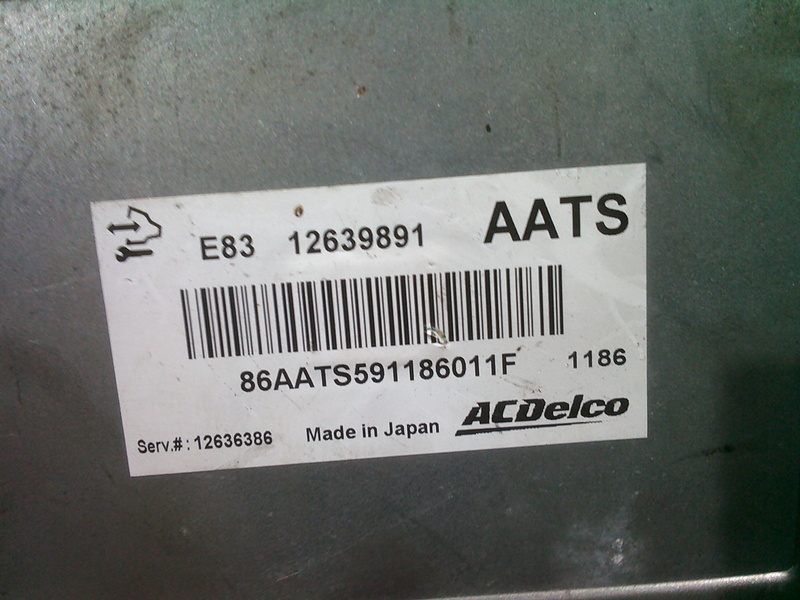 E83 12639891 AATS
86AATS591186011F 1186
Serv.#: 12636386 Made in Japan ACDelco